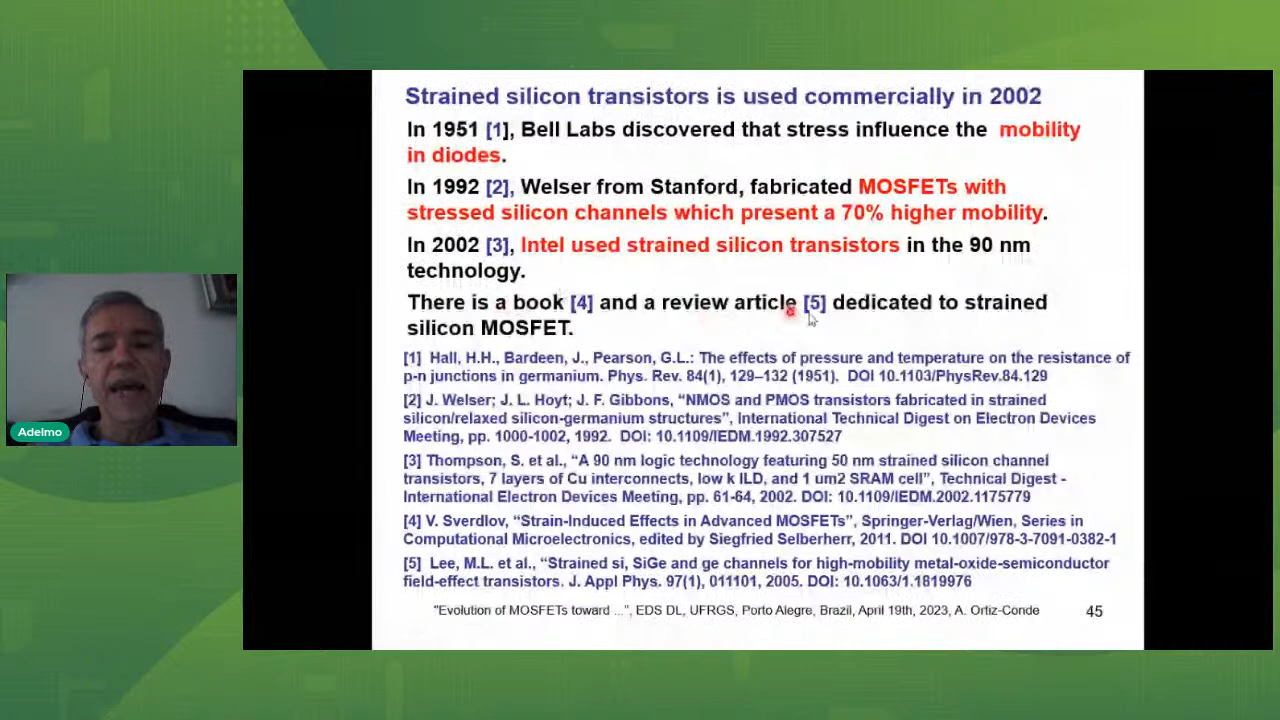 Strained silicon transistors is used commercially in 2002
In 1951 [1], Bell Labs discovered that stress influence the mobility
in diodes.
In 1992 [2], Welser from Stanford, fabricated MOSFETs with
stressed silicon channels which present a 70% higher mobility.
In 2002 [3], Intel used strained silicon transistors in the 90 nm
technology.
There is a book [4] and a review article [5] dedicated to strained
silicon MOSFET.
[1] Hall, H.H., Bardeen, J., Pearson, G.L.: The effects of pressure and temperature on the resistance of
p-n junctions in germanium. Phys. Rev. 84(1), 129–132 (1951). DOI 10.1103/PhysRev.84.129
[2] J. Welser; J. L. Hoyt; J. F. Gibbons, “NMOS and PMOS transistors fabricated in strained
silicon/relaxed silicon-germanium structures”, International Technical Digest on Electron Devices
Meeting, pp. 1000-1002, 1992. DOI: 10.1109/IEDM.1992.307527
[3] Thompson, S. et al., “A 90 nm logic technology featuring 50 nm strained silicon channel
transistors, 7 layers of Cu interconnects, low k ILD, and 1 um2 SRAM cell”, Technical Digest -
International Electron Devices Meeting, pp. 61-64, 2002. DOI: 10.1109/IEDM.2002.1175779
[4] V. Sverdlov, “Strain-Induced Effects in Advanced MOSFETs”, Springer-Verlag/Wien, Series in
Computational Microelectronics, edited by Siegfried Selberherr, 2011. DOI 10.1007/978-3-7091-0382-1
[5] Lee, M.L. et al., “Strained si, SiGe and ge channels for high-mobility metal-oxide-semiconductor
field-effect transistors. J. Appl Phys. 97(1), 011101, 2005. DOI: 10.1063/1.1819976
"Evolution of MOSFETs toward ...", EDS DL, UFRGS, Porto Alegre, Brazil, April 19th, 2023, A. Ortiz-Conde
45
Adelmo